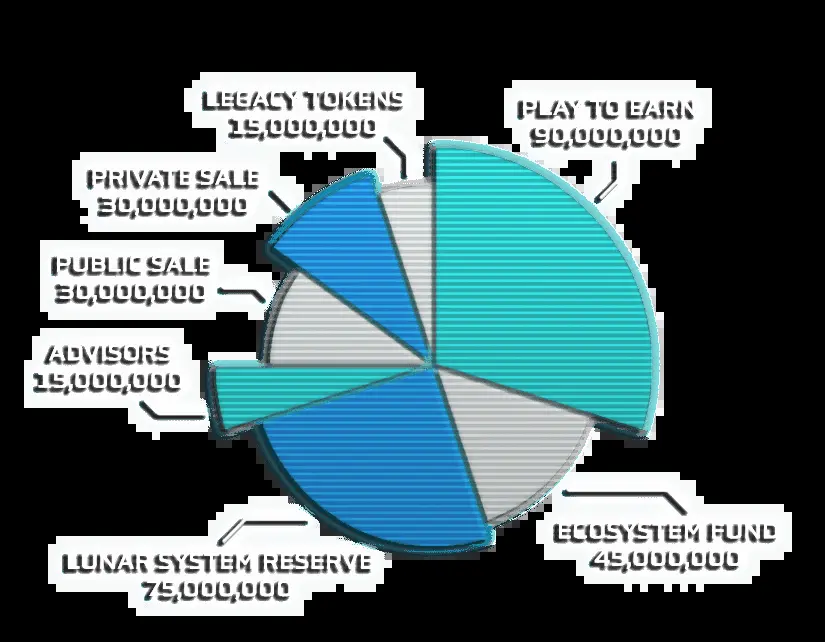 LEGACY TOKENS
15,000,000
PLAY TO EARN
90,000,000
PRIVATE SALE
30,000,000
PUBLIC SALE
30,000,000
ADVISORS
15,000,000
ECOSYSTEM FUND
45,000,000
LUNAR SYSTEM RESERVE
75,000,000